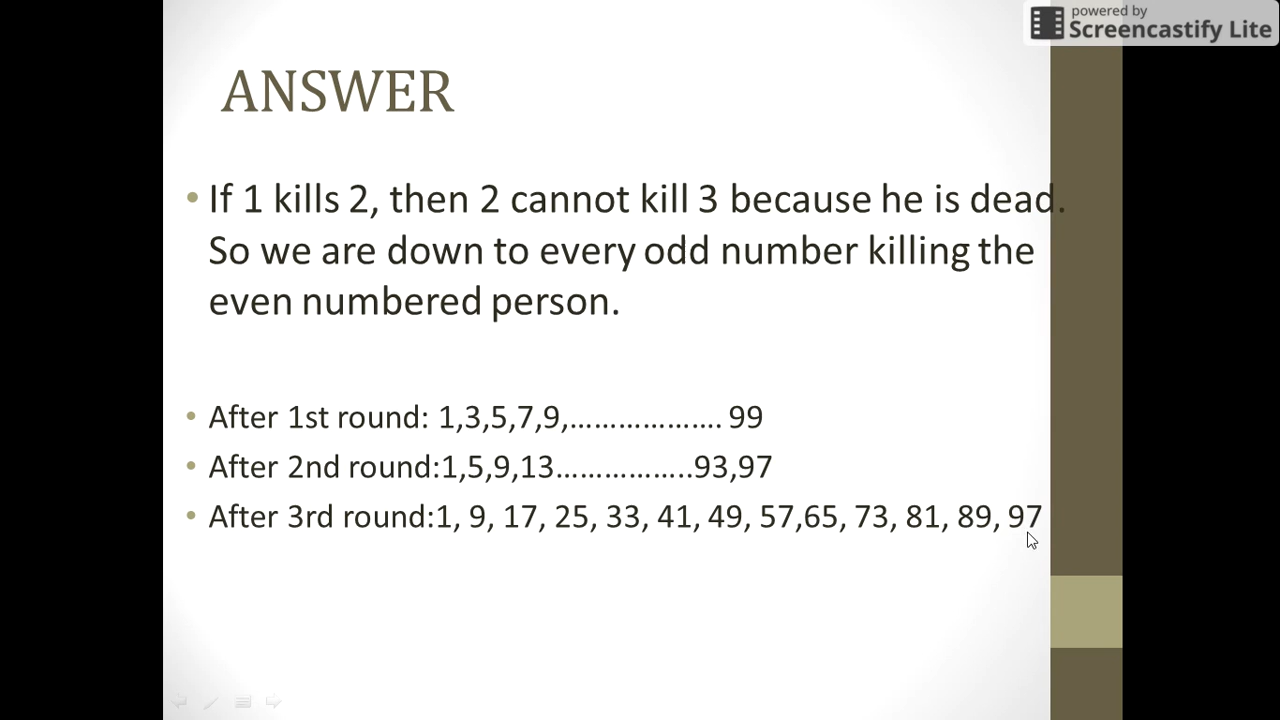 powered by
Screencastify Lite
ANSWER
• If 1 kills 2, then 2 cannot kill 3 because he is dead.
So we are down to every odd number killing the
even numbered person.
• After 1st round: 1,3,5,7,9,………………. 99
• After 2nd round:1,5,9,13……………..93,97
• After 3rd round:1, 9, 17, 25, 33, 41, 49, 57,65, 73, 81, 89, 97